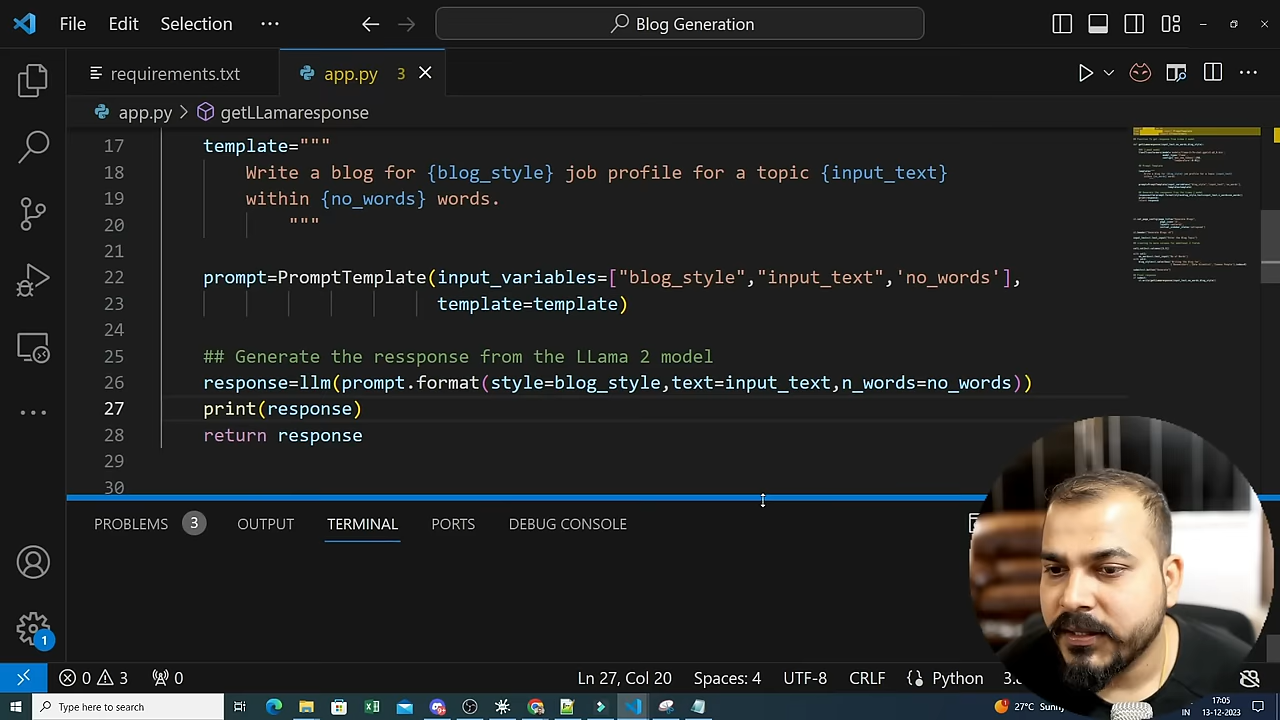 File Edit Selection ··· Blog Generation
requirements.txt app.py 3
app.py > getLLamaresponse
17 template="""
18 Write a blog for {blog_style} job profile for a topic {input_text}
19 within {no_words} words.
20 """
21
22 prompt=PromptTemplate(input_variables=["blog_style","input_text",'no_words'],
23 template=template)
24
25 ## Generate the ressponse from the LLama 2 model
26 response=llm(prompt.format(style=blog_style,text=input_text,n_words=no_words))
27 print(response)
28 return response
29
30
PROBLEMS 3 OUTPUT TERMINAL PORTS DEBUG CONSOLE
1
0 3 0 Ln 27, Col 20 Spaces: 4 UTF-8 CRLF Python
Type here to search 27°C IN 17:05
13-12-2023